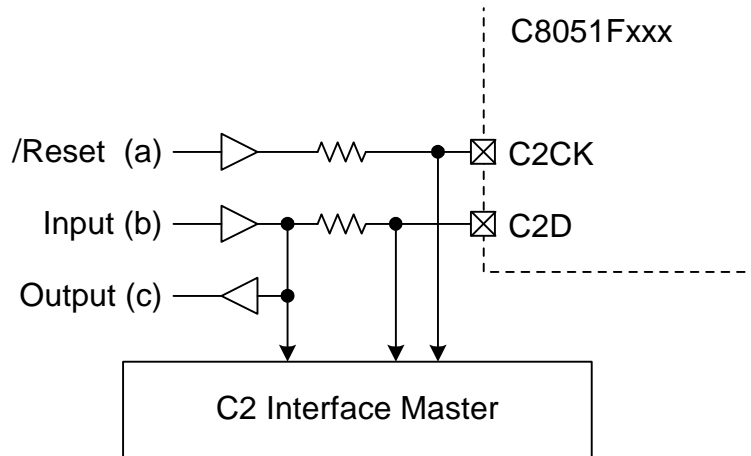 C8051Fxxx
/Reset (a)
C2CK
Input (b)
C2D
Output (c)
C2 Interface Master